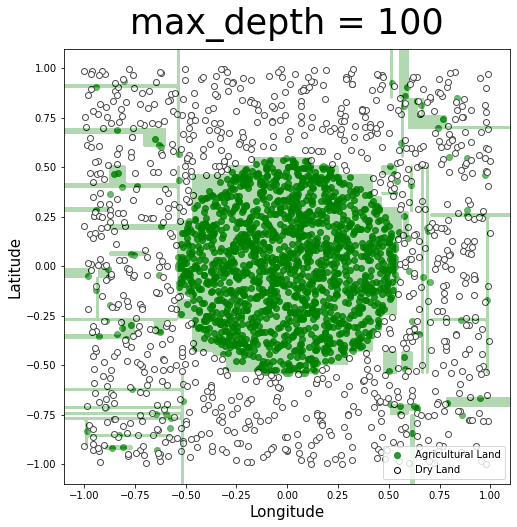 max_depth = 100
1.00
0.75
0.50
0.25
0.00
−0.25
−0.50
−0.75
−1.00
Latitude
Agricultural Land
Dry Land
−1.00 −0.75 −0.50 −0.25 0.00 0.25 0.50 0.75 1.00
Longitude